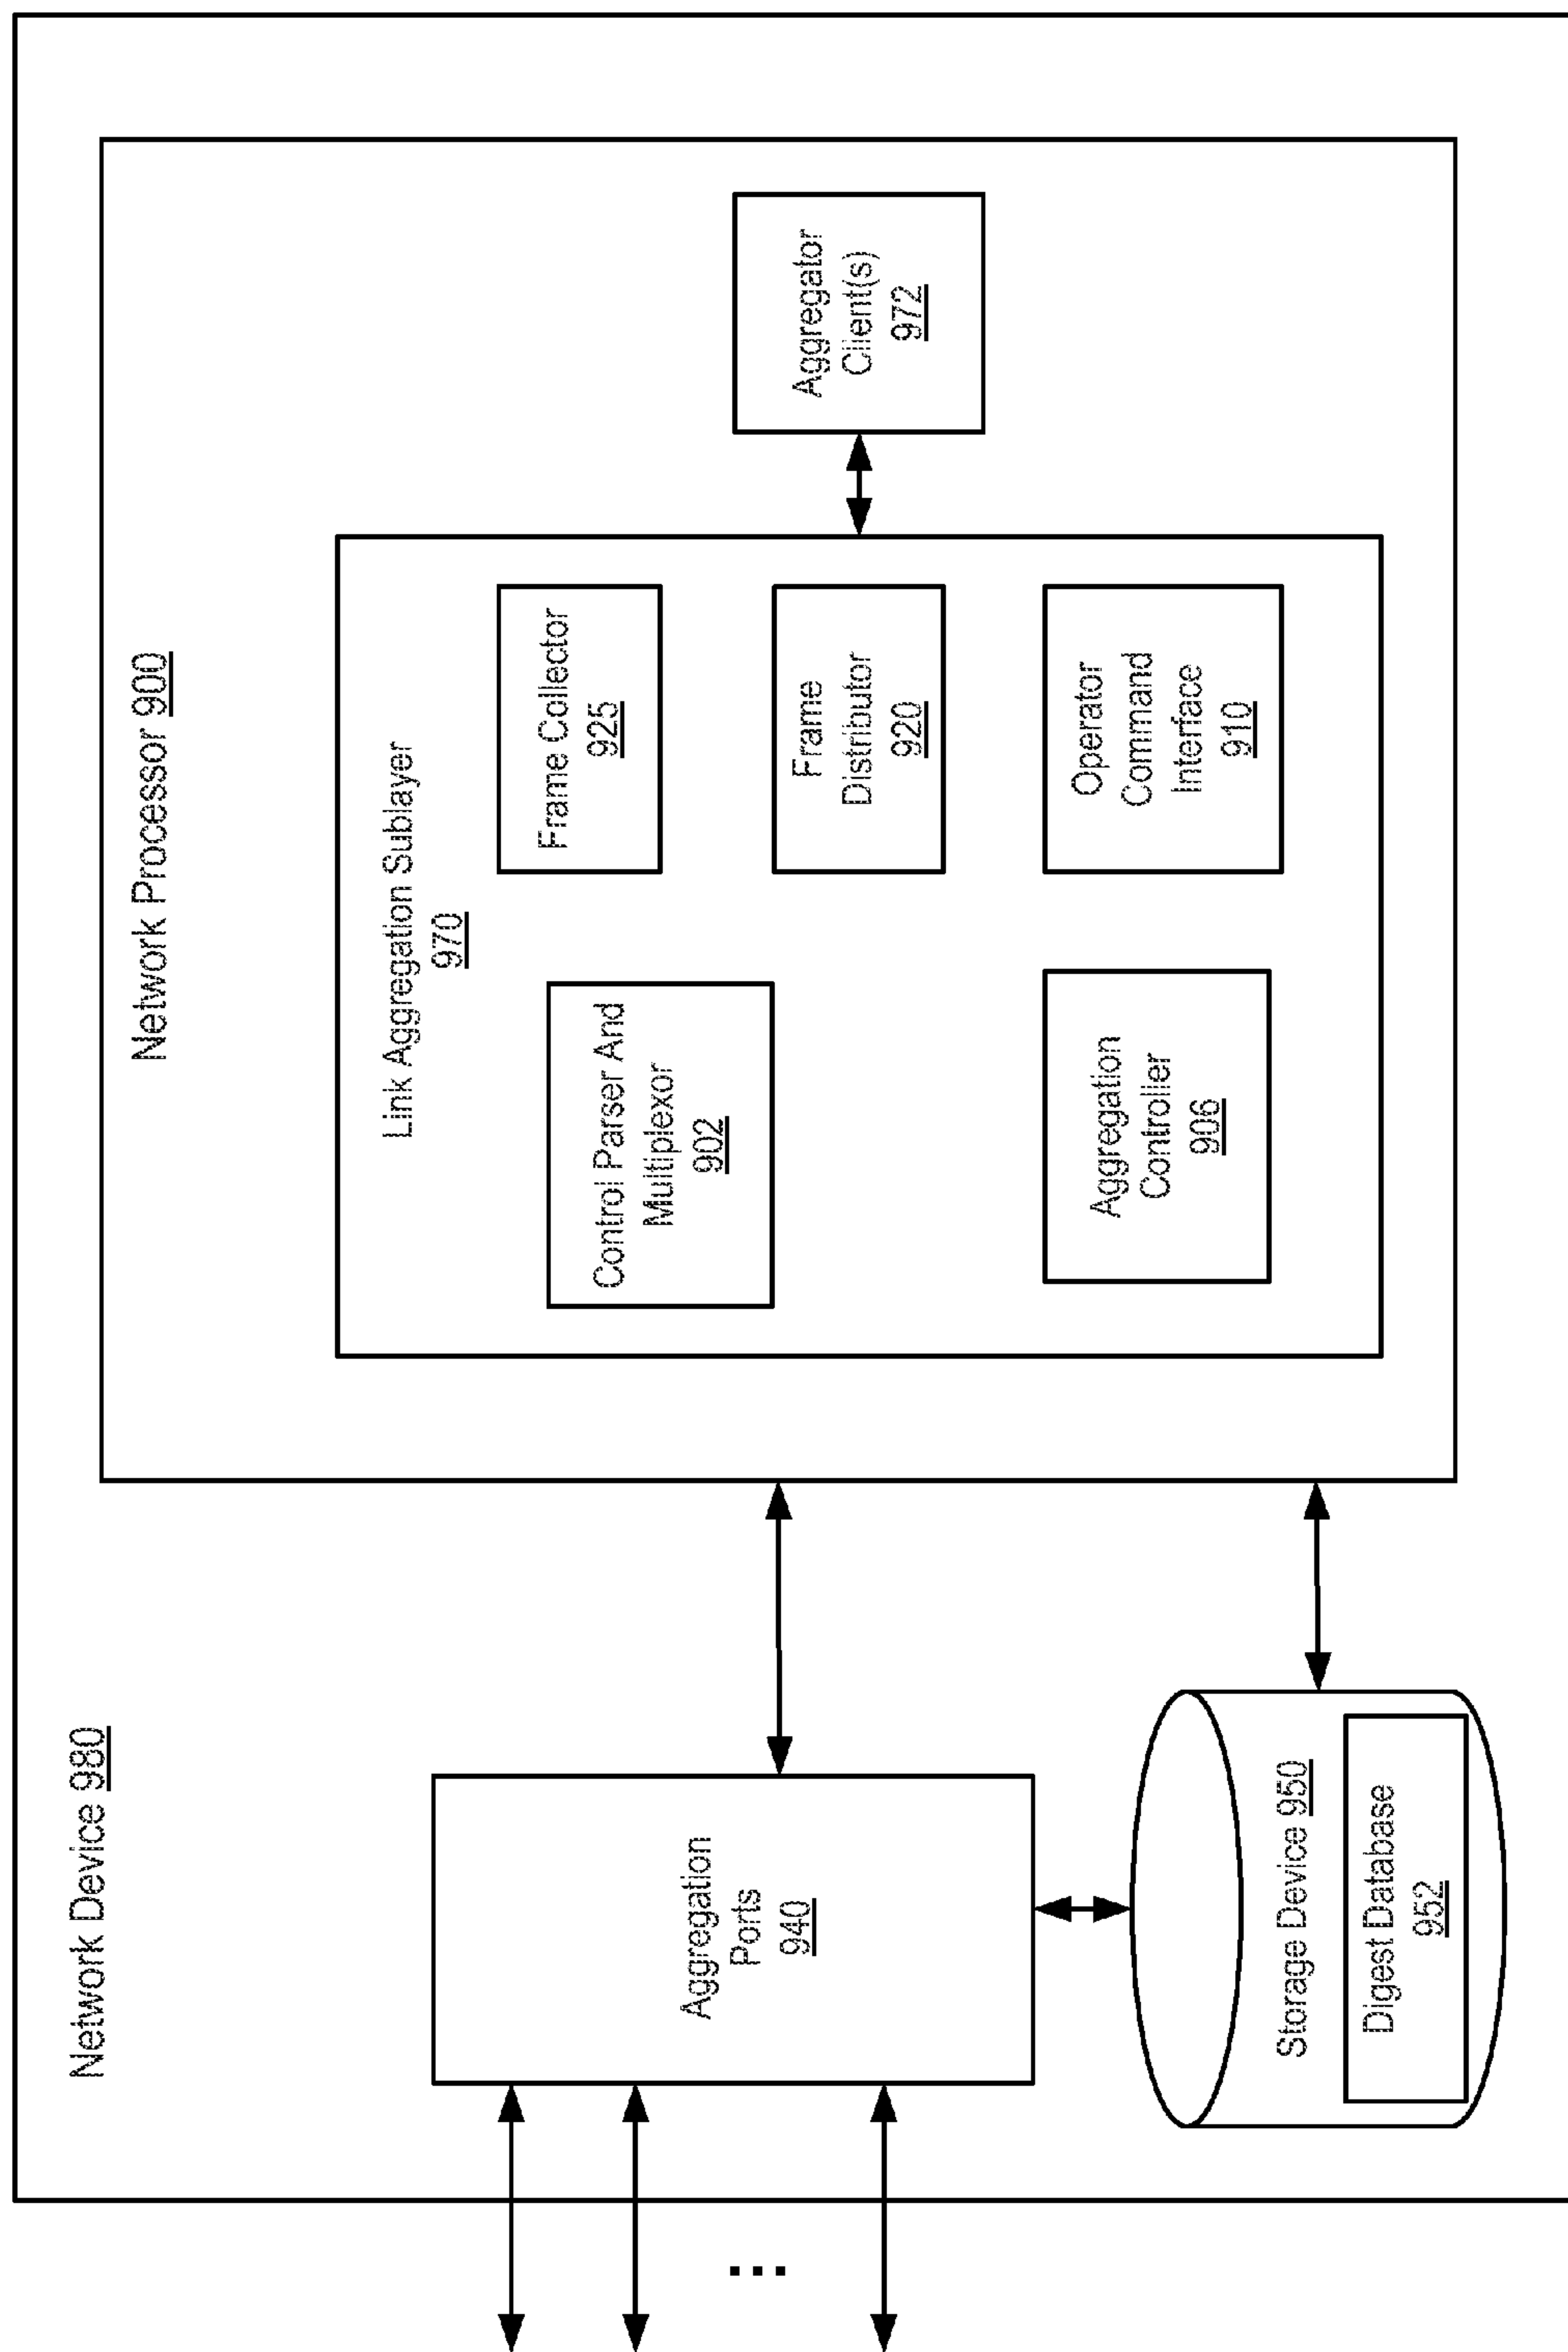 Network Device 980
Network Processor 900
Link Aggregation Sublayer
970
Control Parser And
Multiplexor
902
Frame Collector
925
Frame
Distributor
920
Aggregation
Controller
906
Operator
Command
Interface
910
Aggregator
Client(s)
972
Aggregation
Ports
940
Storage Device 950
Digest Database
952
...